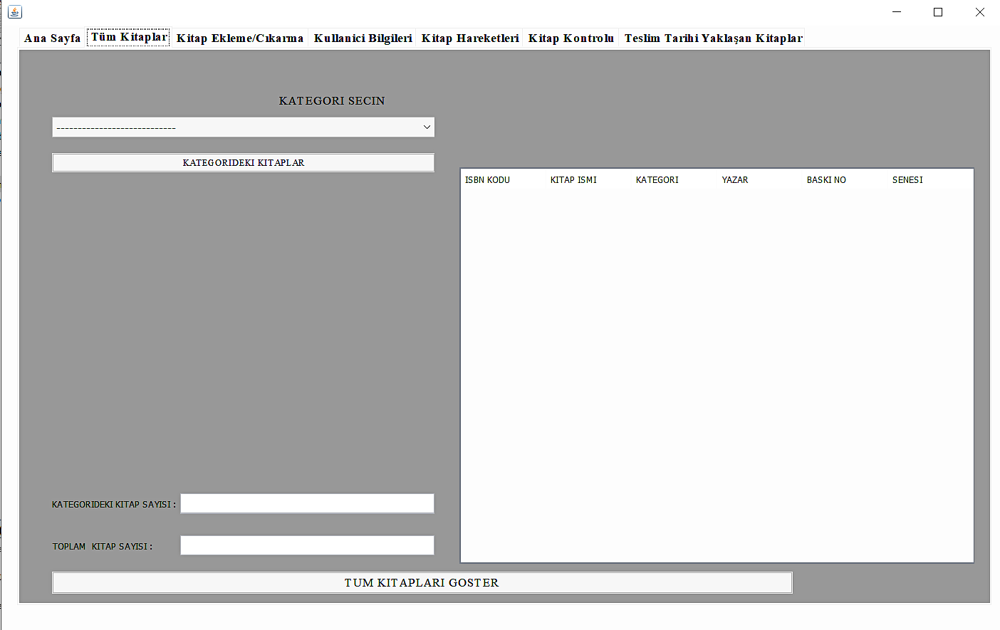 Ana Sayfa Tüm Kitaplar Kitap Ekleme/Cıkarma Kullanici Bilgileri Kitap Hareketleri Kitap Kontrolu Teslim Tarihi Yaklaşan Kitaplar
KATEGORI SECIN
---------------------------
KATEGORIDEKI KITAPLAR
ISBN KODU KITAP ISMI KATEGORI YAZAR BASKI NO SENESI
KATEGORIDEKI KITAP SAYISI :
TOPLAM KITAP SAYISI :
TUM KITAPLARI GOSTER